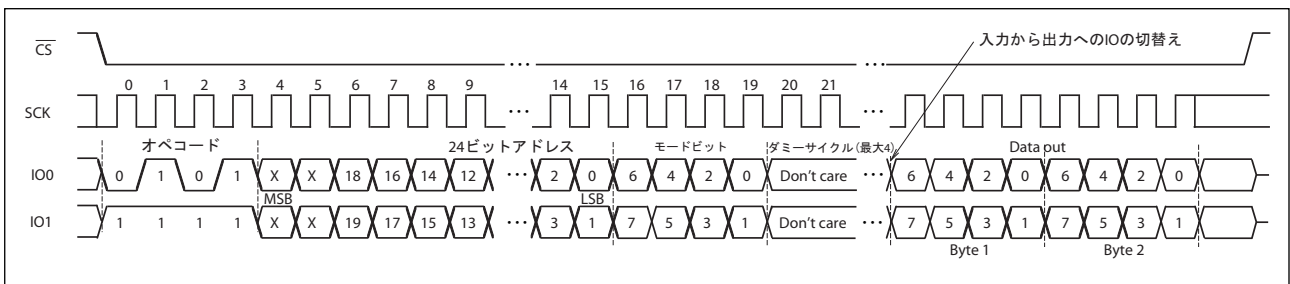 入力から出力へのIOの切替え
CS
0 1 2 3 4 5 6 7 8 9 14 15 16 17 18 19 20 21
SCK
オペコード 24ビットアドレス モードビット ダミーサイクル(最大4) Data out
IO0 0 1 0 1 X X 18 16 14 12 ··· 2 0 6 4 2 0 Don't care ··· 6 4 2 0 6 4 2 0
MSB LSB
IO1 1 1 1 1 X X 19 17 15 13 ··· 3 1 7 5 3 1 Don't care ··· 7 5 3 1 7 5 3 1
Byte 1 Byte 2